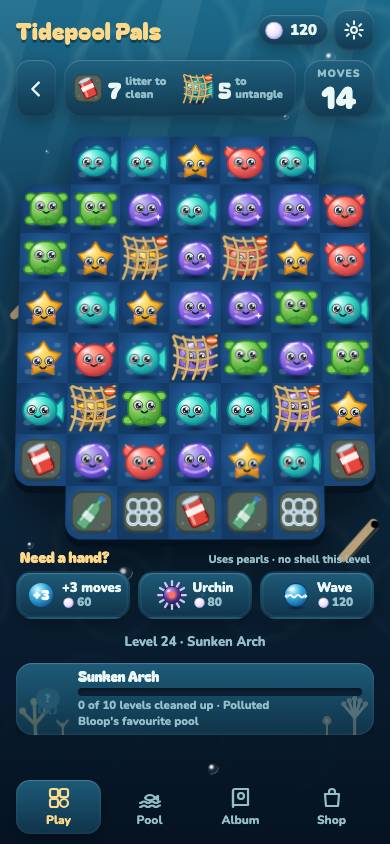 Tidepool Pals
120
7 litter to clean
5 to untangle
MOVES
14
Need a hand?
Uses pearls · no shell this level
+3
+3 moves
60
Urchin
80
Wave
120
Level 24 · Sunken Arch
Sunken Arch
0 of 10 levels cleaned up · Polluted
Bloop's favourite pool
Play
Pool
Album
Shop